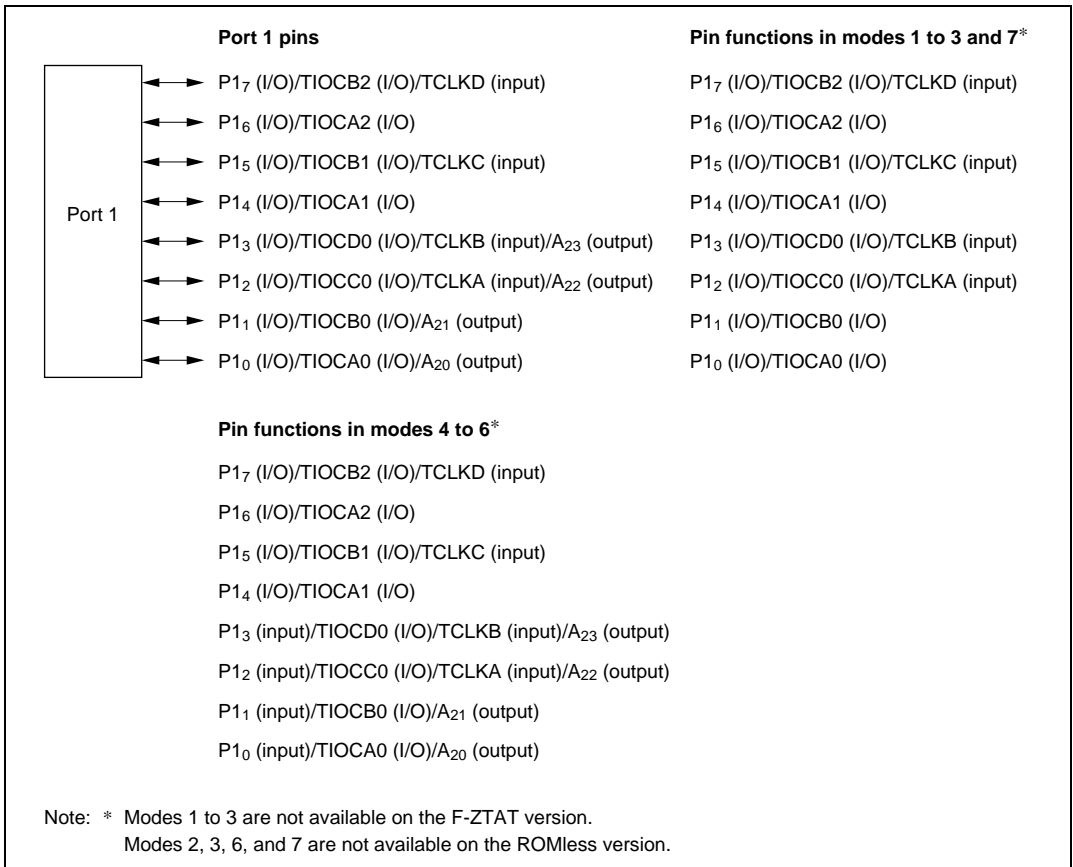 Port 1 pins
Pin functions in modes 1 to 3 and 7*
Port 1
P1₇ (I/O)/TIOCB2 (I/O)/TCLKD (input)
P1₆ (I/O)/TIOCA2 (I/O)
P1₅ (I/O)/TIOCB1 (I/O)/TCLKC (input)
P1₄ (I/O)/TIOCA1 (I/O)
P1₃ (I/O)/TIOCD0 (I/O)/TCLKB (input)/A₂₃ (output)
P1₂ (I/O)/TIOCC0 (I/O)/TCLKA (input)/A₂₂ (output)
P1₁ (I/O)/TIOCB0 (I/O)/A₂₁ (output)
P1₀ (I/O)/TIOCA0 (I/O)/A₂₀ (output)
P1₇ (I/O)/TIOCB2 (I/O)/TCLKD (input)
P1₆ (I/O)/TIOCA2 (I/O)
P1₅ (I/O)/TIOCB1 (I/O)/TCLKC (input)
P1₄ (I/O)/TIOCA1 (I/O)
P1₃ (I/O)/TIOCD0 (I/O)/TCLKB (input)
P1₂ (I/O)/TIOCC0 (I/O)/TCLKA (input)
P1₁ (I/O)/TIOCB0 (I/O)
P1₀ (I/O)/TIOCA0 (I/O)
Pin functions in modes 4 to 6*
P1₇ (I/O)/TIOCB2 (I/O)/TCLKD (input)
P1₆ (I/O)/TIOCA2 (I/O)
P1₅ (I/O)/TIOCB1 (I/O)/TCLKC (input)
P1₄ (I/O)/TIOCA1 (I/O)
P1₃ (input)/TIOCD0 (I/O)/TCLKB (input)/A₂₃ (output)
P1₂ (input)/TIOCC0 (I/O)/TCLKA (input)/A₂₂ (output)
P1₁ (input)/TIOCB0 (I/O)/A₂₁ (output)
P1₀ (input)/TIOCA0 (I/O)/A₂₀ (output)
Note: * Modes 1 to 3 are not available on the F-ZTAT version.
Modes 2, 3, 6, and 7 are not available on the ROMless version.